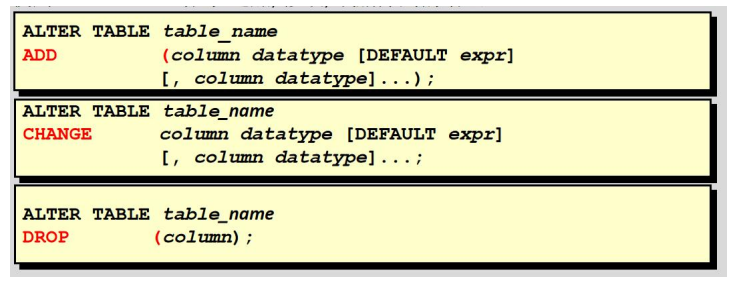 ALTER TABLE table_name
ADD (column datatype [DEFAULT expr]
[, column datatype]...);
ALTER TABLE table_name
CHANGE column datatype [DEFAULT expr]
[, column datatype]...;
ALTER TABLE table_name
DROP (column);